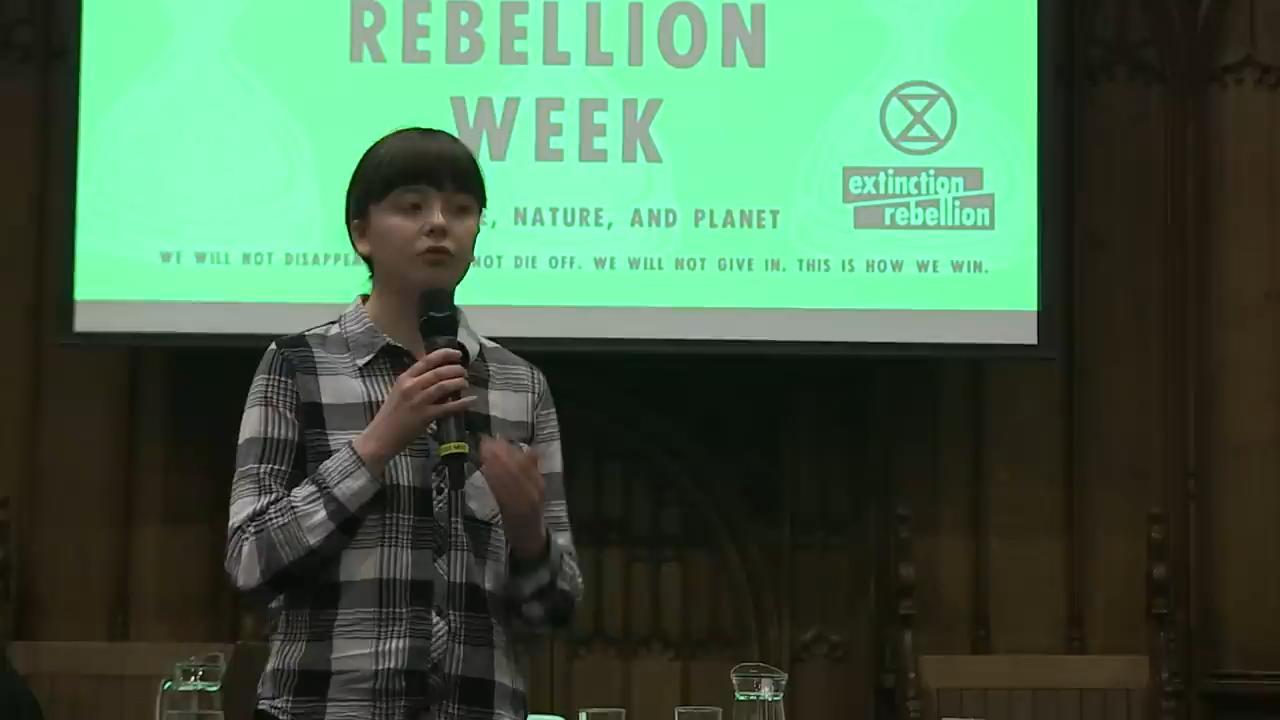 REBELLION
WEEK
extinction
rebellion
, NATURE, AND PLANET
WE WILL NOT DISAPPEA NOT DIE OFF. WE WILL NOT GIVE IN. THIS IS HOW WE WIN.